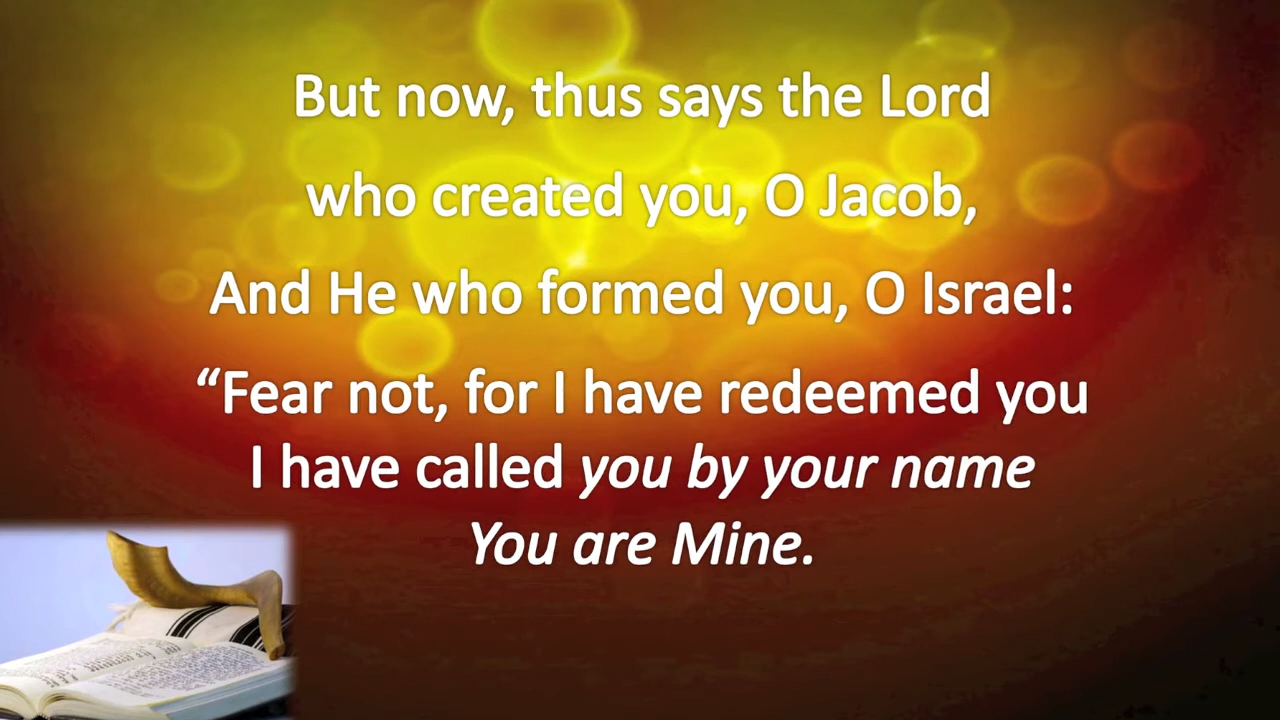 But now, thus says the Lord
who created you, O Jacob,
And He who formed you, O Israel:
“Fear not, for I have redeemed you
I have called you by your name
You are Mine.